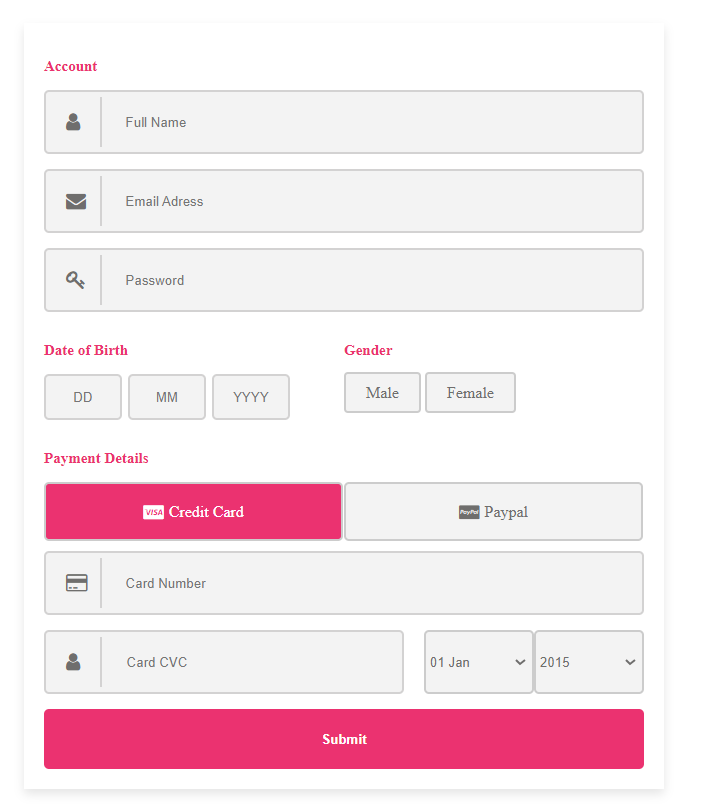 Account
Full Name
Email Adress
Password
Date of Birth Gender
DD MM YYYY Male Female
Payment Details
VISA Credit Card PayPal Paypal
Card Number
Card CVC 01 Jan 2015
Submit